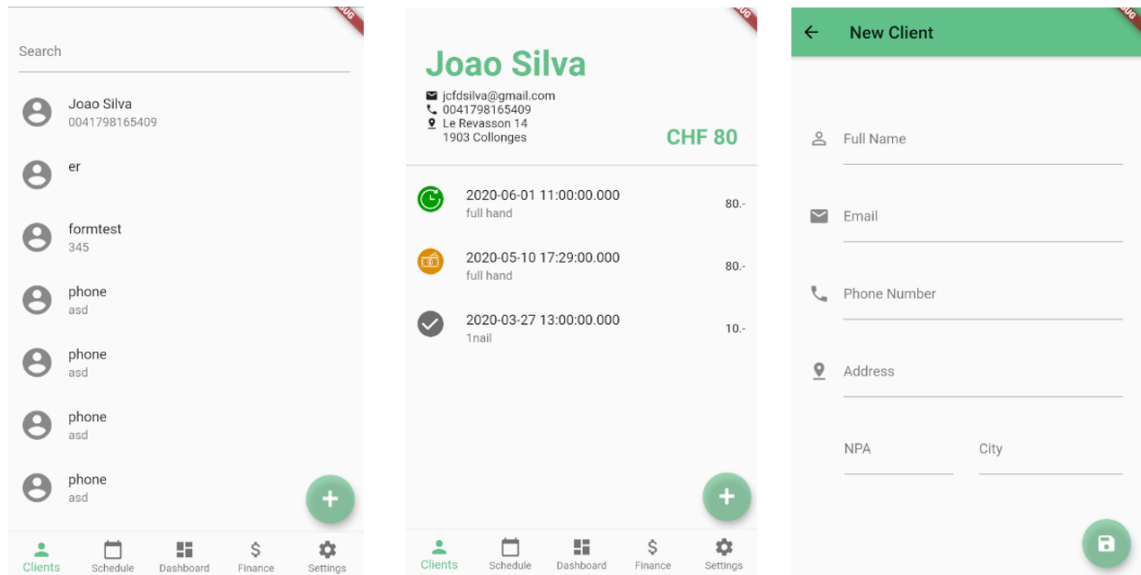 Search
Joao Silva
0041798165409
er
formtest
345
phone
asd
phone
asd
phone
asd
phone
asd
Clients Schedule Dashboard Finance Settings
Joao Silva
jcfdsilva@gmail.com
0041798165409
Le Revasson 14
1903 Collonges
CHF 80
2020-06-01 11:00:00.000
full hand
80.-
2020-05-10 17:29:00.000
full hand
80.-
2020-03-27 13:00:00.000
1nail
10.-
Clients Schedule Dashboard Finance Settings
New Client
Full Name
Email
Phone Number
Address
NPA City